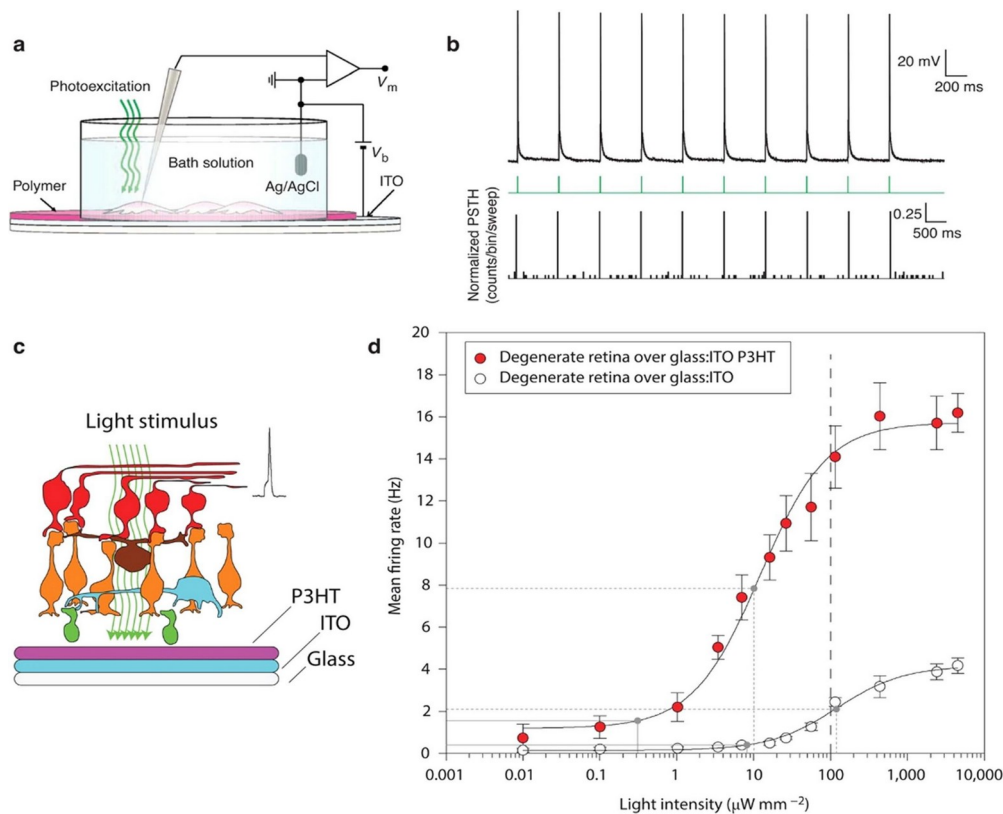 a
Photoexcitation
Bath solution
Polymer
Ag/AgCl
ITO
Vm
Vb
b
20 mV
200 ms
Normalized PSTH
(counts/bin/sweep)
0.25
500 ms
c
Light stimulus
P3HT
ITO
Glass
d
Degenerate retina over glass:ITO P3HT
Degenerate retina over glass:ITO
Mean firing rate (Hz)
20
18
16
14
12
10
8
6
4
2
0
0.001 0.01 0.1 1 10 100 1,000 10,000
Light intensity (µW mm⁻²)